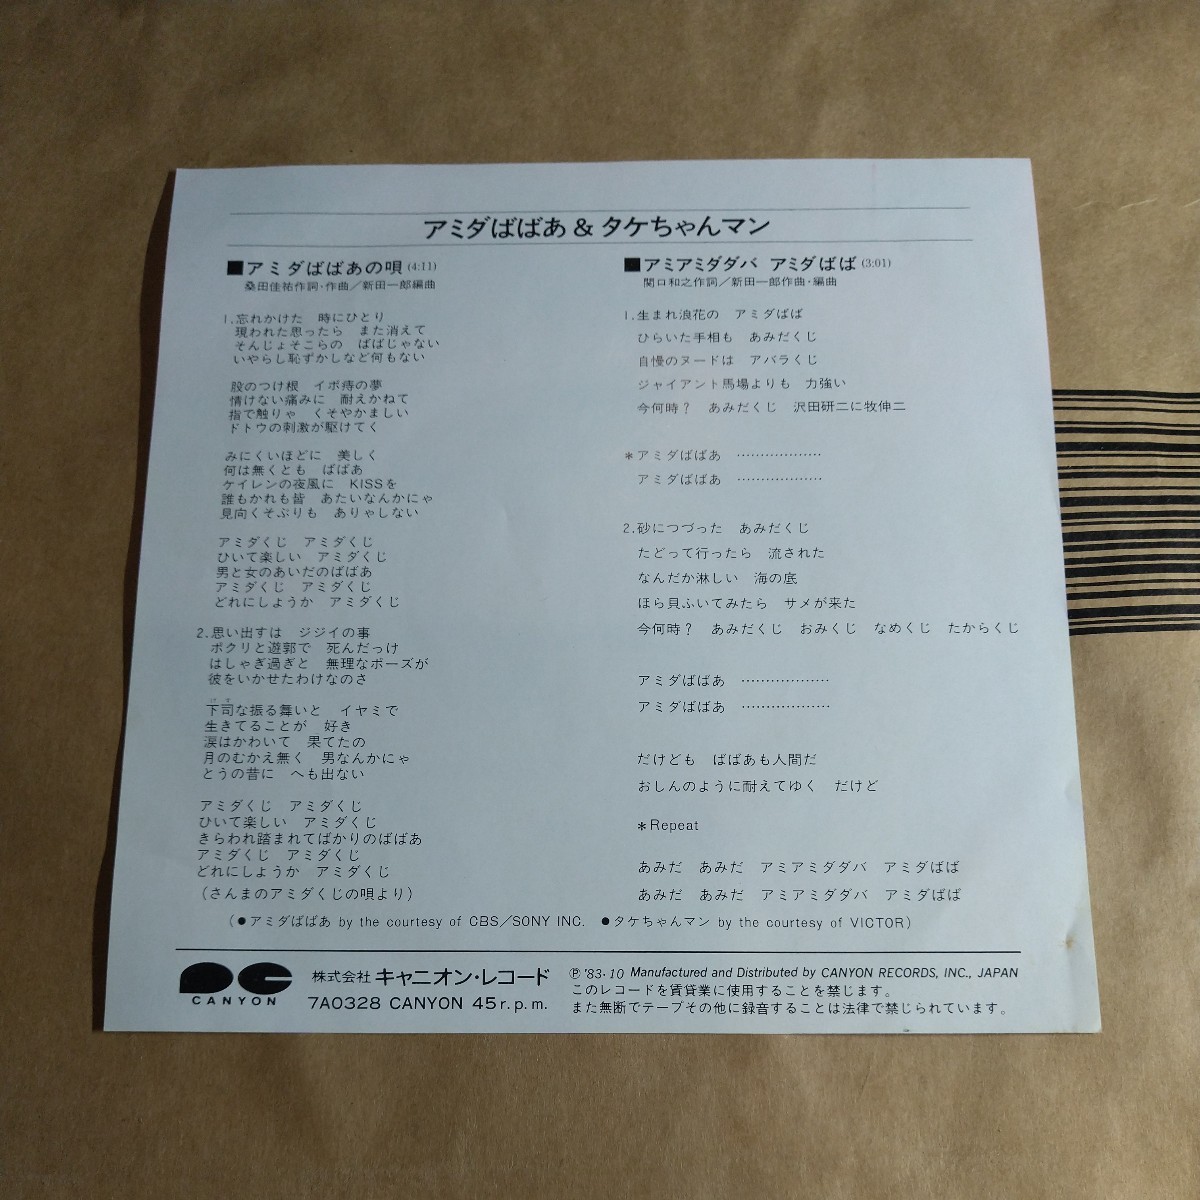 アミダばばあ & タケちゃんマン
■アミダばばあの唄(4:11)
桑田佳祐作詞・作曲／新田一郎編曲
1.忘れかけた　時にひとり
現われた思ったら　また消えて
そんじょそこらの　ばばじゃない
いやらし恥ずかしなど何もない
股のつけ根　イボ痔の夢
情けない痛みに　耐えかねて
指で触りゃ　くそやかましい
ドトウの刺激が駆けてく
みにくいほどに　美しく
何は無くとも　ばばあ
ケイレンの夜風に　KISSを
誰もかれも皆　あたいなんかにゃ
見向くそぶりも　ありゃしない
アミダくじ　アミダくじ
ひいて楽しい　アミダくじ
男と女のあいだのばばあ
アミダくじ　アミダくじ
どれにしようか　アミダくじ
2.思い出すは　ジジイの事
ポクリと遊郭で　死んだっけ
はしゃぎ過ぎと　無理なポーズが
彼をいかせたわけなのさ
下司な振る舞いと　イヤミで
生きてることが　好き
涙はかわいて　果てたの
月のむかえ無く　男なんかにゃ
とうの昔に　へも出ない
アミダくじ　アミダくじ
ひいて楽しい　アミダくじ
きらわれ踏まれてばかりのばばあ
アミダくじ　アミダくじ
どれにしようか　アミダくじ
(さんまのアミダくじの唄より)
■アミアミダダバ　アミダばば(3:01)
関口和之作詞／新田一郎作曲・編曲
1.生まれ浪花の　アミダばば
ひらいた手相も　あみだくじ
自慢のヌードは　アバラくじ
ジャイアント馬場よりも　力強い
今何時？　あみだくじ　沢田研二に牧伸二
＊アミダばばあ　………………
アミダばばあ　………………
2.砂につづった　あみだくじ
たどって行ったら　流された
なんだか淋しい　海の底
ほら貝ふいてみたら　サメが来た
今何時？　あみだくじ　おみくじ　なめくじ　たからくじ
アミダばばあ　………………
アミダばばあ　………………
だけども　ばばあも人間だ
おしんのように耐えてゆく　だけど
＊Repeat
あみだ　あみだ　アミアミダダバ　アミダばば
あみだ　あみだ　アミアミダダバ　アミダばば
(●アミダばばあ by the courtesy of CBS／SONY INC.　●タケちゃんマン by the courtesy of VICTOR)
CANYON
株式会社 キャニオン・レコード
7A0328 CANYON 45 r.p.m.
Ⓟ '83・10 Manufactured and Distributed by CANYON RECORDS, INC., JAPAN
このレコードを賃貸業に使用することを禁じます。
また無断でテープその他に録音することは法律で禁じられています。